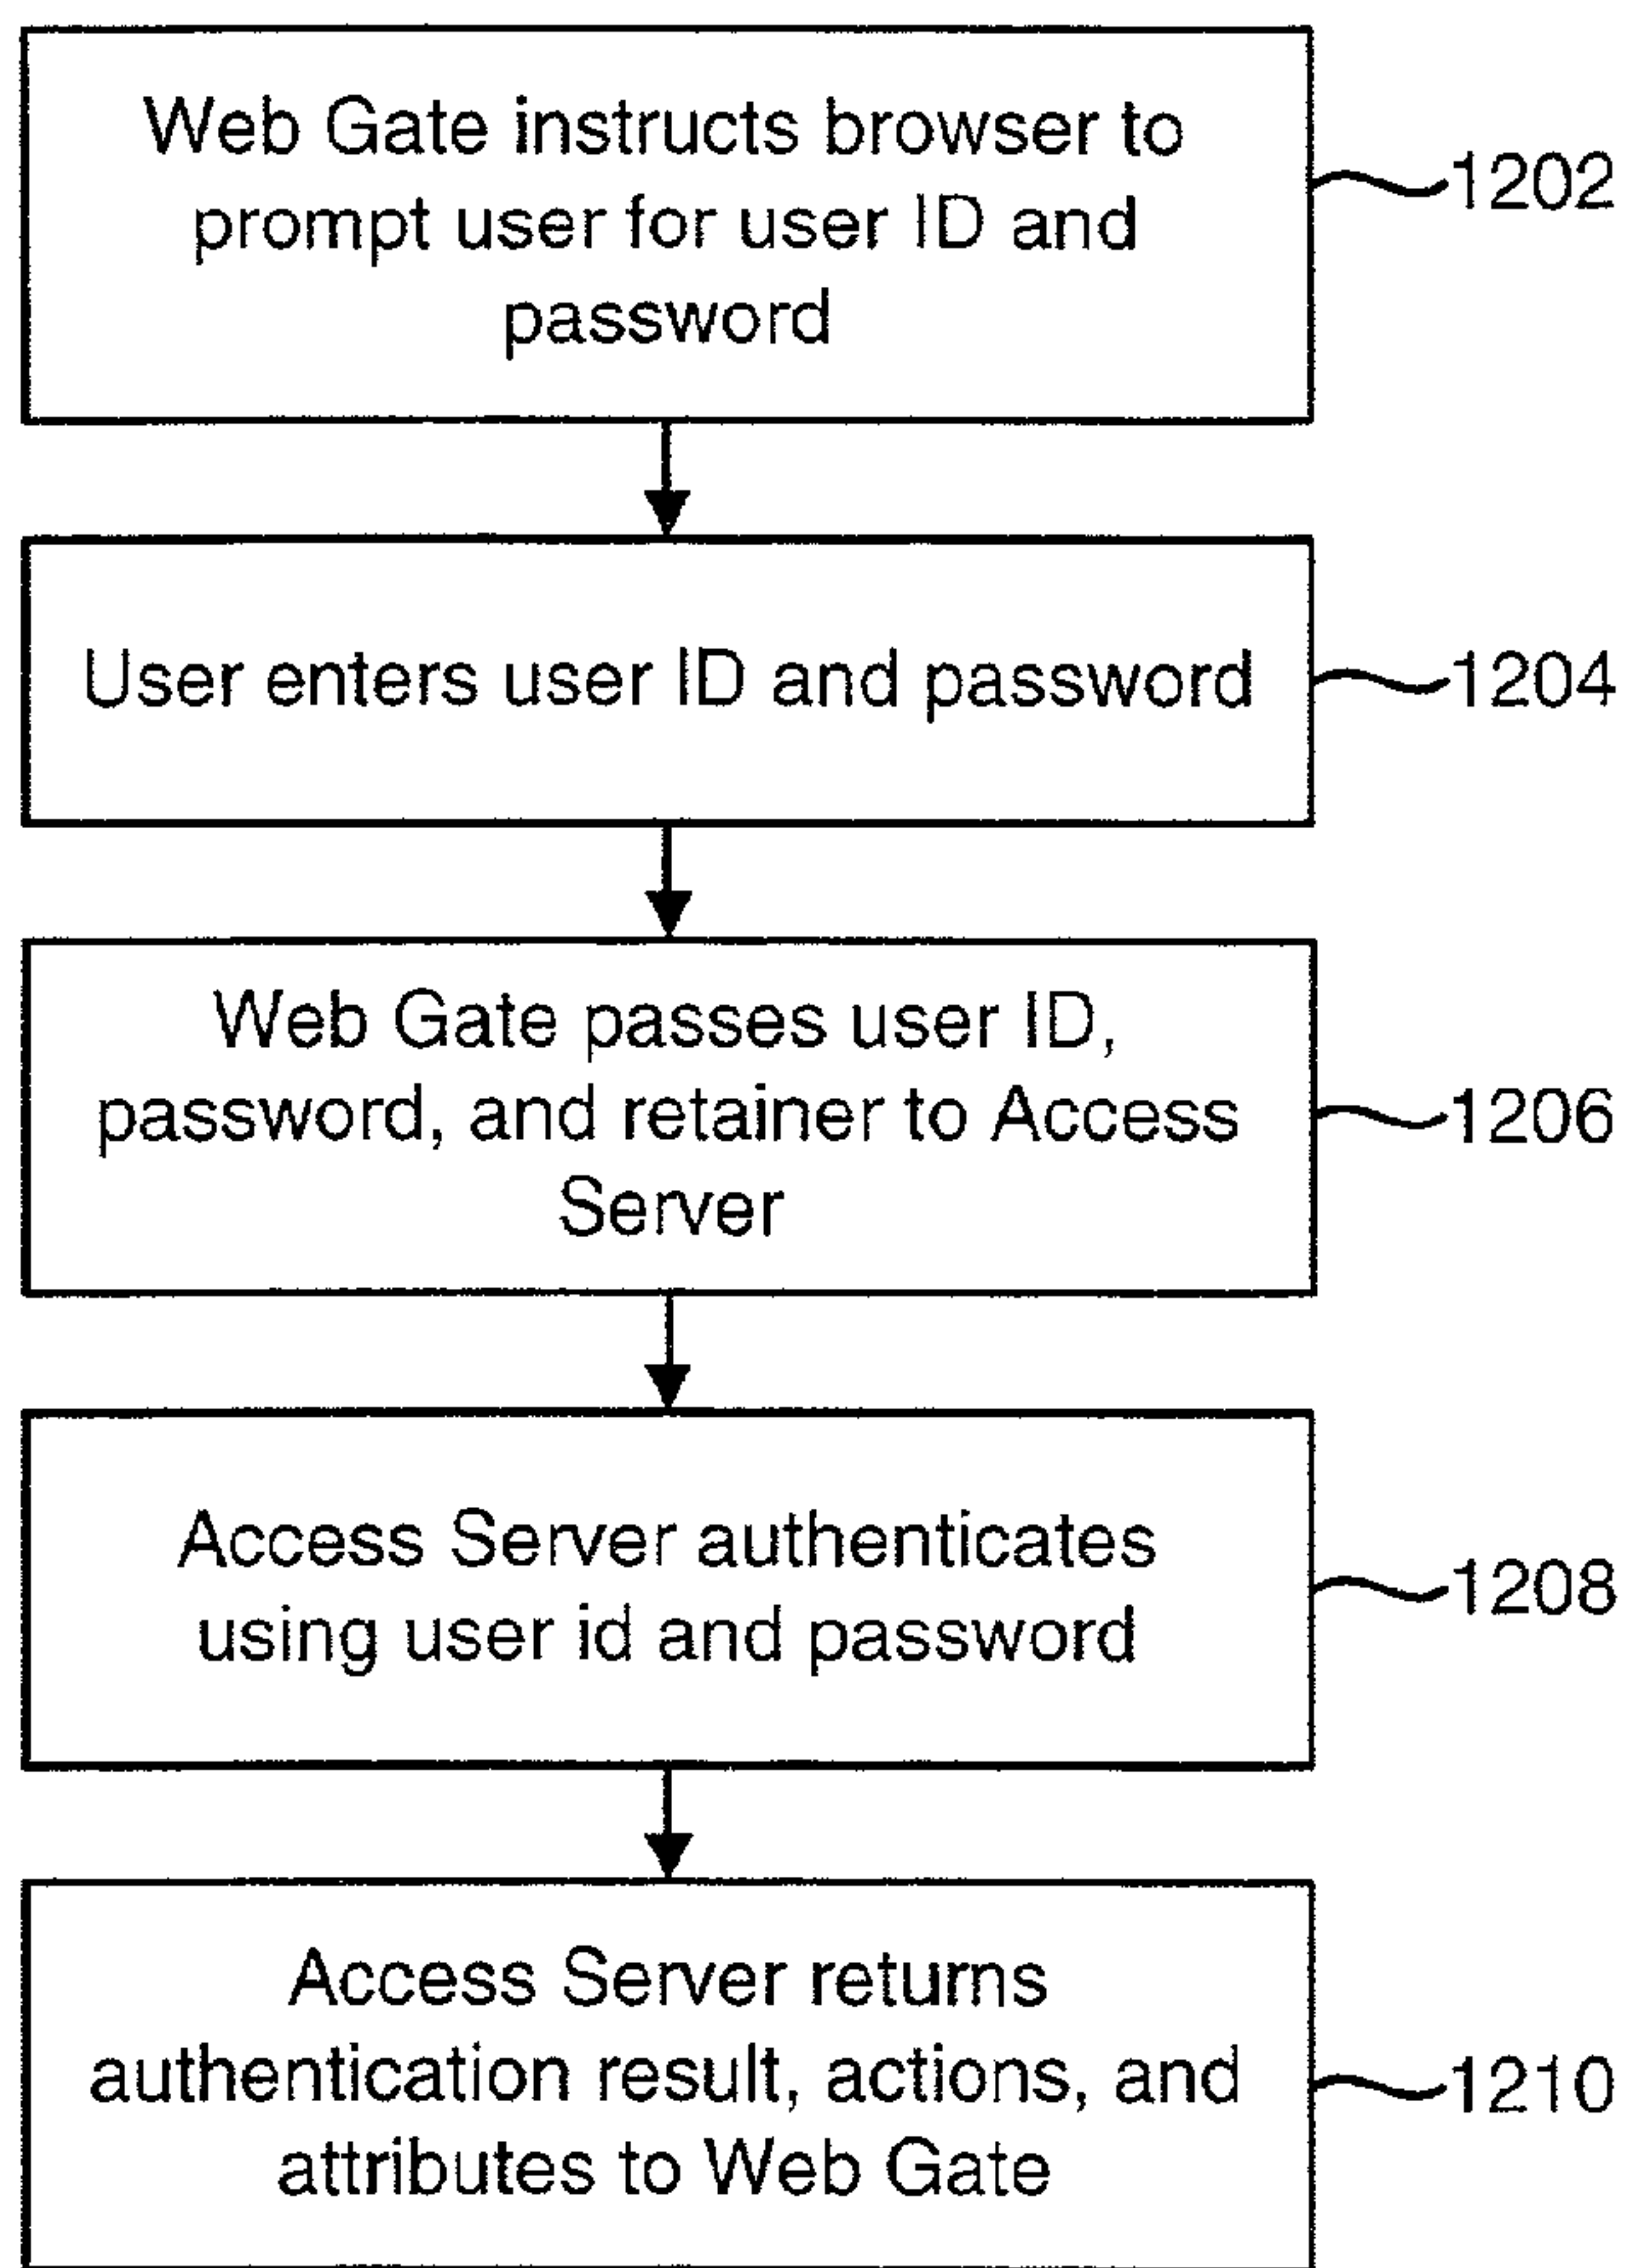 Web Gate instructs browser to
prompt user for user ID and
password
1202
User enters user ID and password
1204
Web Gate passes user ID,
password, and retainer to Access
Server
1206
Access Server authenticates
using user id and password
1208
Access Server returns
authentication result, actions, and
attributes to Web Gate
1210